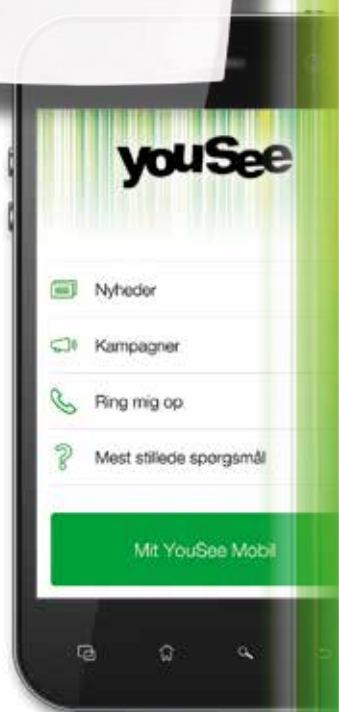 youSee
Nyheder
Kampagner
Ring mig op
Mest stillede spørgsmål
Mit YouSee Mobil